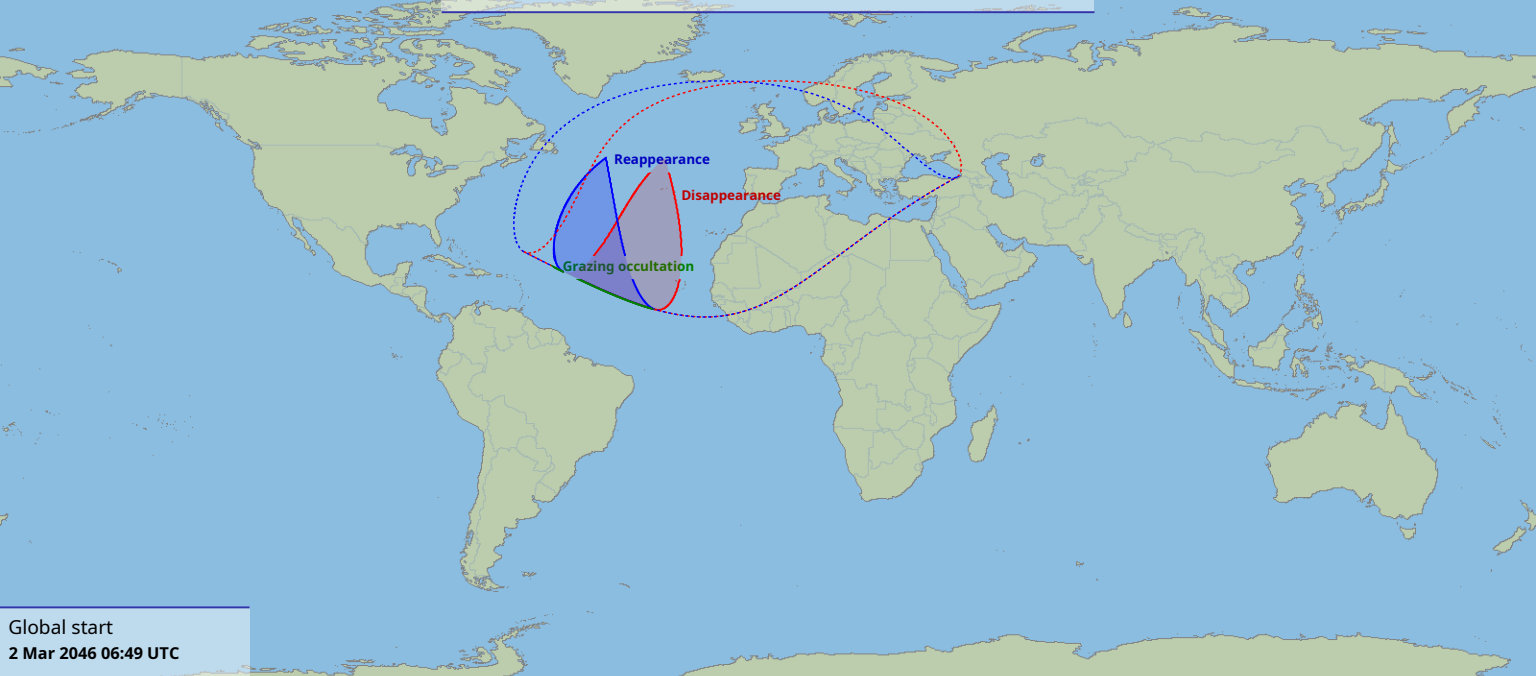 Reappearance
Disappearance
Grazing occultation
Global start
2 Mar 2046 06:49 UTC